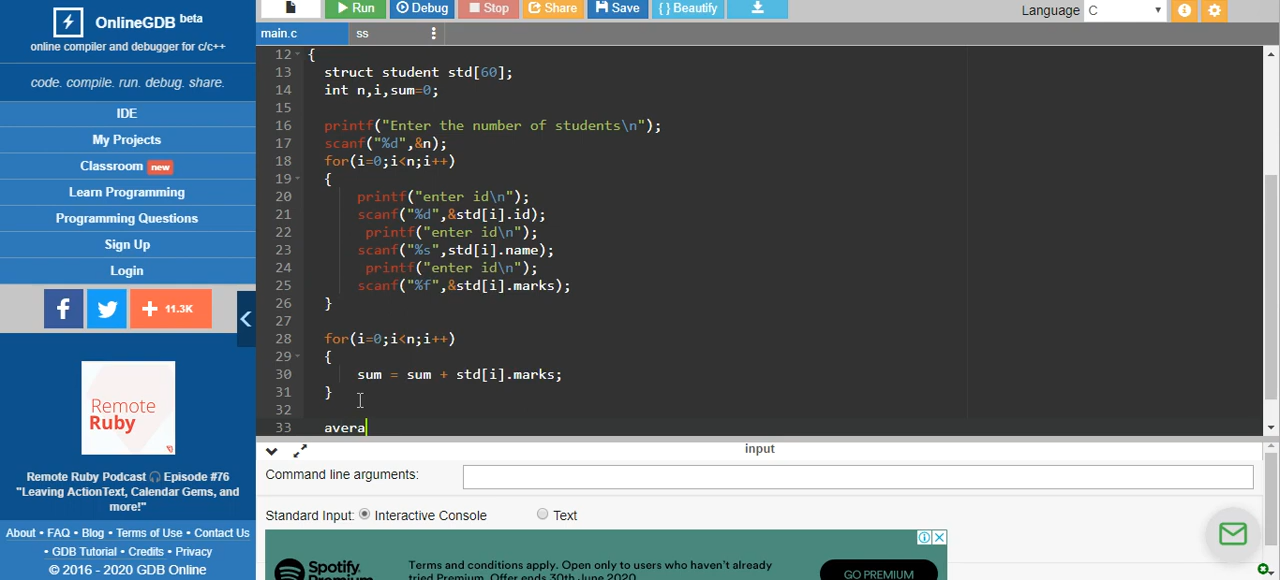 OnlineGDB beta
online compiler and debugger for c/c++
code. compile. run. debug. share.
IDE
My Projects
Classroom new
Learn Programming
Programming Questions
Sign Up
Login
f + 11.3K
<
Remote
Ruby
Remote Ruby Podcast 🎧 Episode #76
"Leaving ActionText, Calendar Gems, and
more!"
About • FAQ • Blog • Terms of Use • Contact Us
• GDB Tutorial • Credits • Privacy
© 2016 - 2020 GDB Online
Run Debug Stop Share Save { } Beautify
Language C
main.c ss
12 {
13 struct student std[60];
14 int n,i,sum=0;
15
16 printf("Enter the number of students\n");
17 scanf("%d",&n);
18 for(i=0;i<n;i++)
19 {
20 printf("enter id\n");
21 scanf("%d",&std[i].id);
22 printf("enter id\n");
23 scanf("%s",std[i].name);
24 printf("enter id\n");
25 scanf("%f",&std[i].marks);
26 }
27
28 for(i=0;i<n;i++)
29 {
30 sum = sum + std[i].marks;
31 }
32
33 avera
input
Command line arguments:
Standard Input: Interactive Console Text
Spotify Terms and conditions apply. Open only to users who haven't already
Premium tried Premium. Offer ends 30th June 2020.
GO PREMIUM